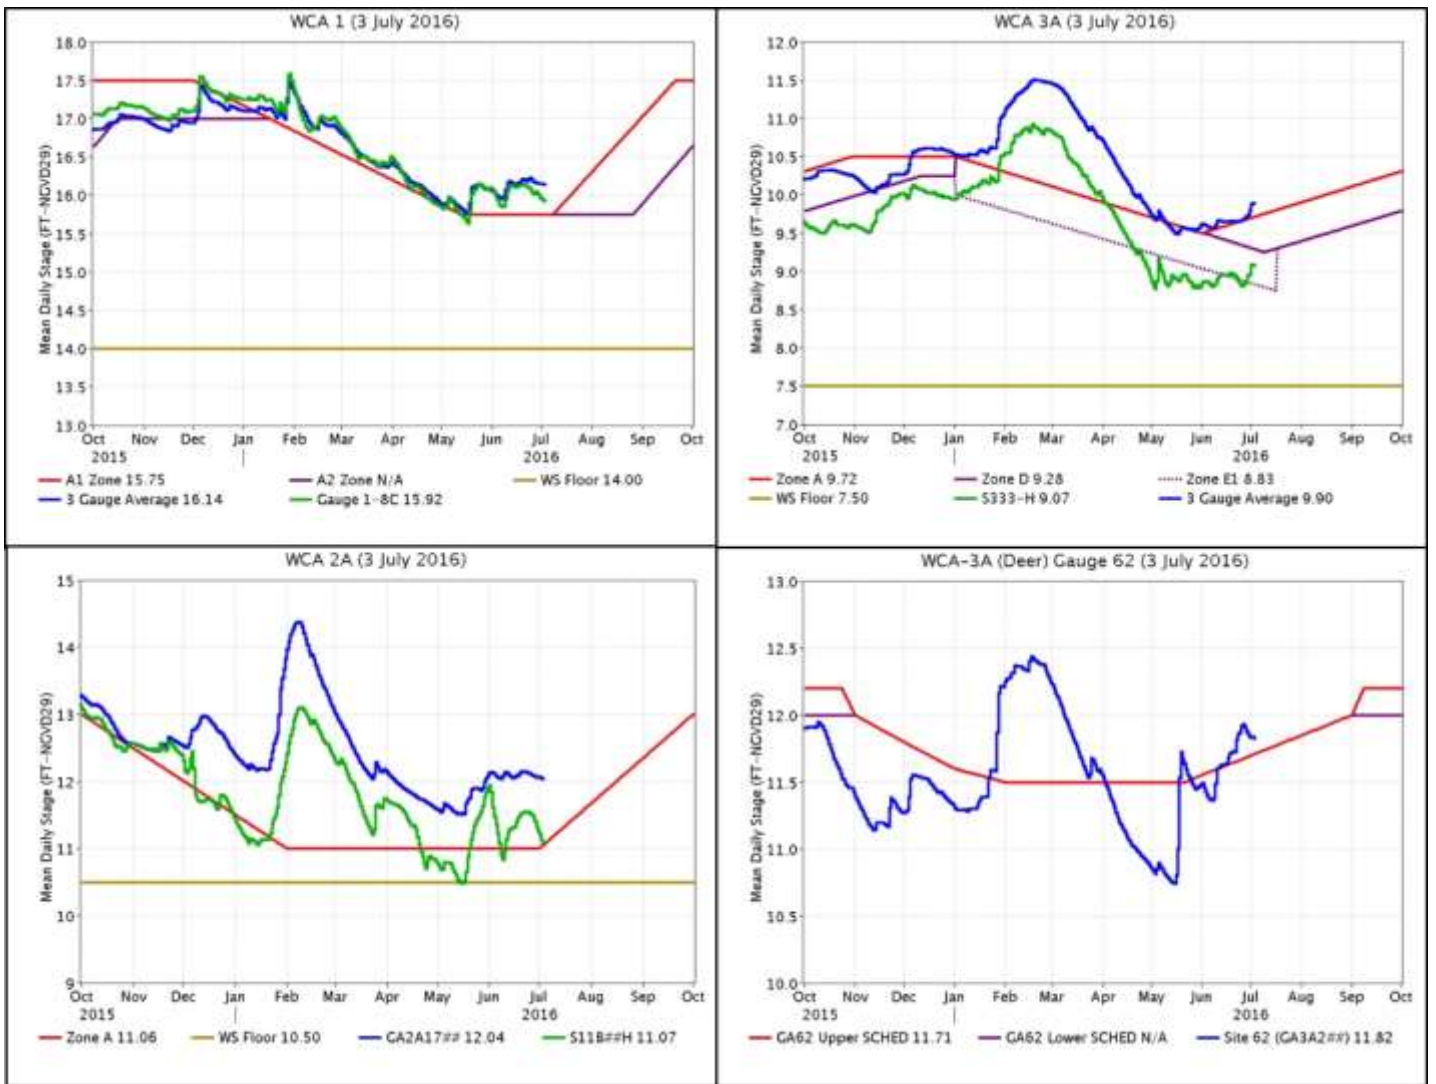 WCA 1 (3 July 2016)
Mean Daily Stage (FT-NGVD29)
18.0
17.5
17.0
16.5
16.0
15.5
15.0
14.5
14.0
13.5
13.0
Oct Nov Dec Jan Feb Mar Apr May Jun Jul Aug Sep Oct
2015 2016
A1 Zone 15.75 A2 Zone N/A WS Floor 14.00
3 Gauge Average 16.14 Gauge 1-8C 15.92
WCA 3A (3 July 2016)
Mean Daily Stage (FT-NGVD29)
12.0
11.5
11.0
10.5
10.0
9.5
9.0
8.5
8.0
7.5
7.0
Oct Nov Dec Jan Feb Mar Apr May Jun Jul Aug Sep Oct
2015 2016
Zone A 9.72 Zone D 9.28 Zone E1 8.83
WS Floor 7.50 S333-H 9.07 3 Gauge Average 9.90
WCA 2A (3 July 2016)
Mean Daily Stage (FT-NGVD29)
15
14
13
12
11
10
9
Oct Nov Dec Jan Feb Mar Apr May Jun Jul Aug Sep Oct
2015 2016
Zone A 11.06 WS Floor 10.50 GA2A17## 12.04 S11B##H 11.07
WCA-3A (Deer) Gauge 62 (3 July 2016)
Mean Daily Stage (FT-NGVD29)
13.0
12.5
12.0
11.5
11.0
10.5
10.0
Oct Nov Dec Jan Feb Mar Apr May Jun Jul Aug Sep Oct
2015 2016
GA62 Upper SCHED 11.71 GA62 Lower SCHED N/A Site 62 (GA3A2##) 11.82